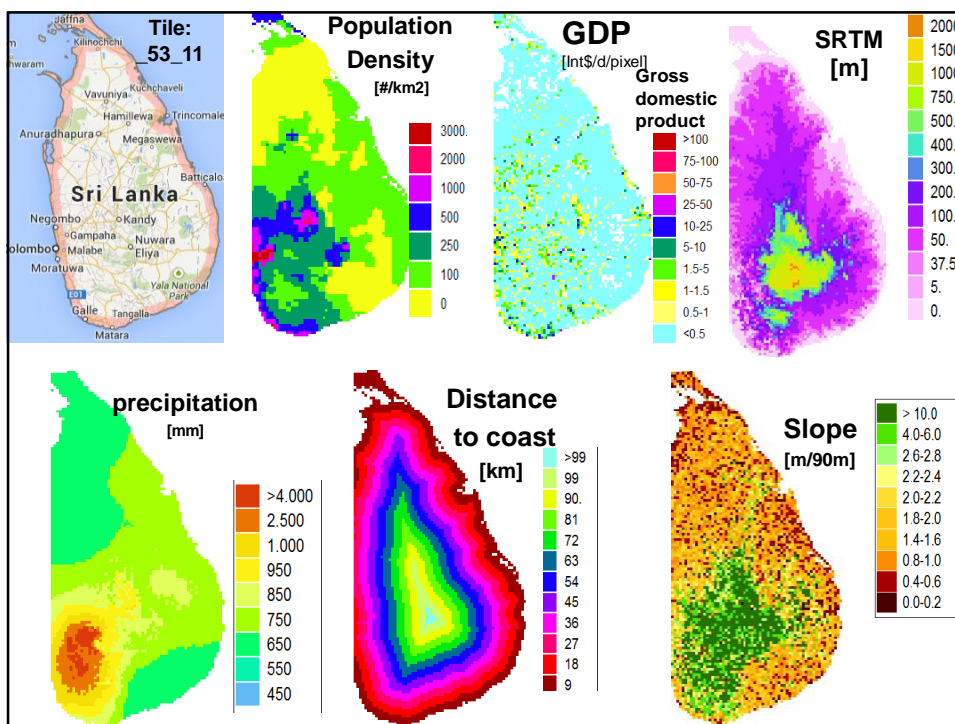 Jaffna
Kilinochchi
hwaram
Vavuniya
Kuchchaveli
Hamillewa
Trincomale
Anuradhapura
Megaswewa
Batticaloa
Sri Lanka
Negombo
Kandy
Gampaha
Nuwara
Eliya
Colombo
Malabe
Moratuwa
Yala National
Park
E01
Galle
Tangalla
Matara
Tile:
_53_11
Population
Density
[#/km2]
3000.
2000
1000
500
250
100
0
GDP
[Int$/d/pixel]
Gross
domestic
product
>100
75-100
50-75
25-50
10-25
5-10
1.5-5
1-1.5
0.5-1
<0.5
SRTM
[m]
2000
1500
1000
750.
500.
400.
300.
200.
100.
50.
37.5
5.
0.
precipitation
[mm]
>4.000
2.500
1.000
950
850
750
650
550
450
Distance
to coast
[km]
>99
99
90.
81
72
63
54
45
36
27
18
9
Slope
[m/90m]
> 10.0
4.0-6.0
2.6-2.8
2.2-2.4
2.0-2.2
1.8-2.0
1.4-1.6
0.8-1.0
0.4-0.6
0.0-0.2